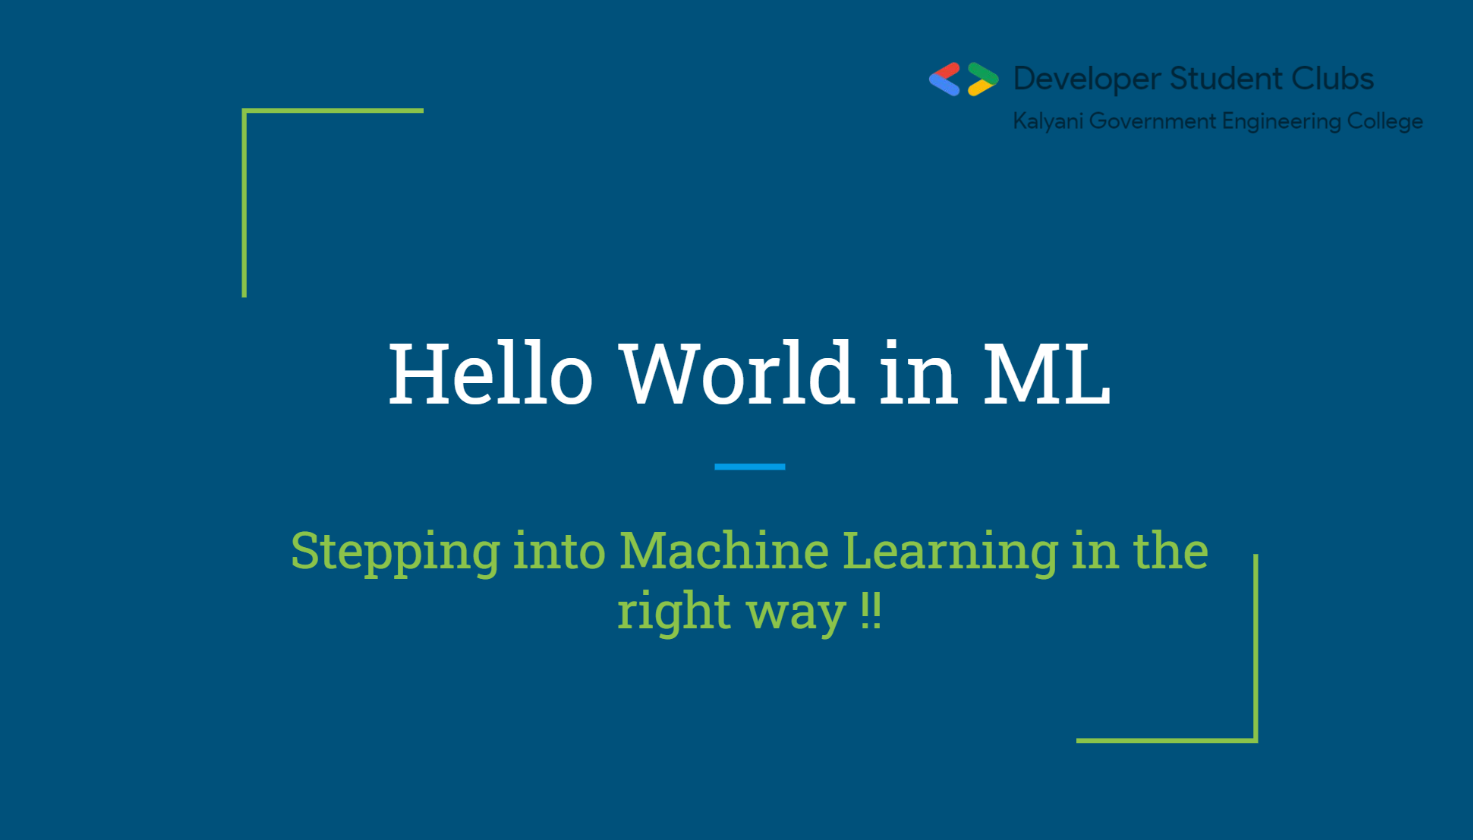 Developer Student Clubs
Kalyani Government Engineering College
Hello World in ML
Stepping into Machine Learning in the
right way !!